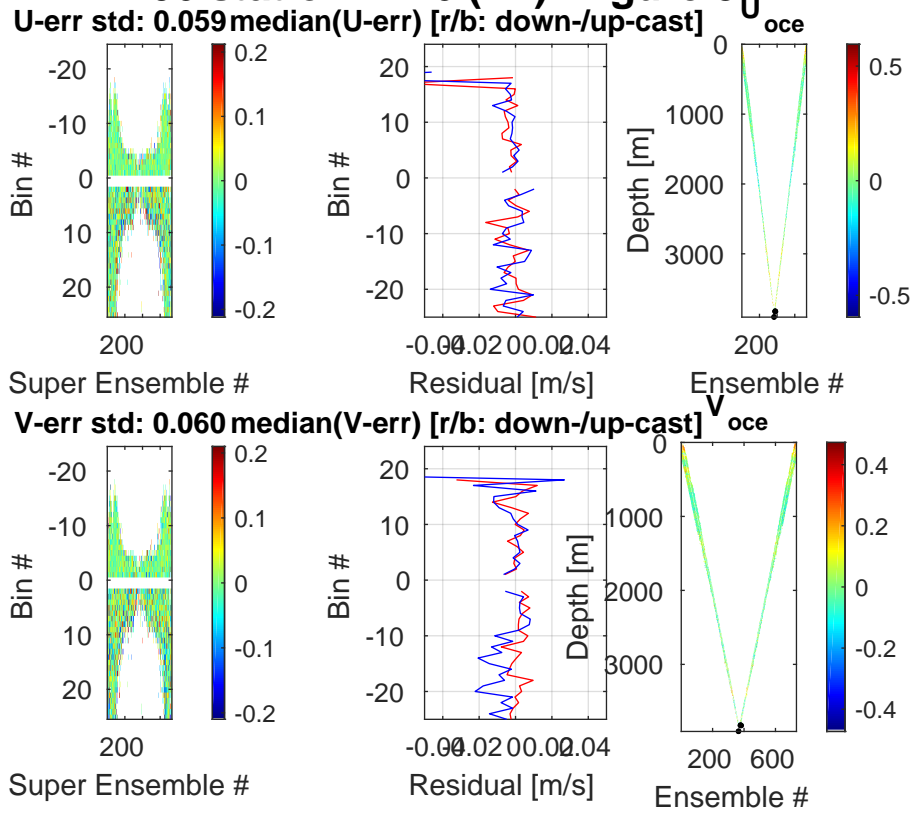 U-err std: 0.059
median(U-err) [r/b: down-/up-cast]
U oce
-20
-10
0
10
20
Bin #
200
Super Ensemble #
0.2
0.1
0
-0.1
-0.2
20
10
0
-10
-20
Bin #
Residual [m/s]
0
1000
2000
3000
Depth [m]
200
Ensemble #
0.5
0
-0.5
V-err std: 0.060
median(V-err) [r/b: down-/up-cast]
V oce
-20
-10
0
10
20
Bin #
200
Super Ensemble #
0.2
0.1
0
-0.1
-0.2
20
10
0
-10
-20
Bin #
Residual [m/s]
0
1000
2000
3000
Depth [m]
200
600
Ensemble #
0.4
0.2
0
-0.2
-0.4